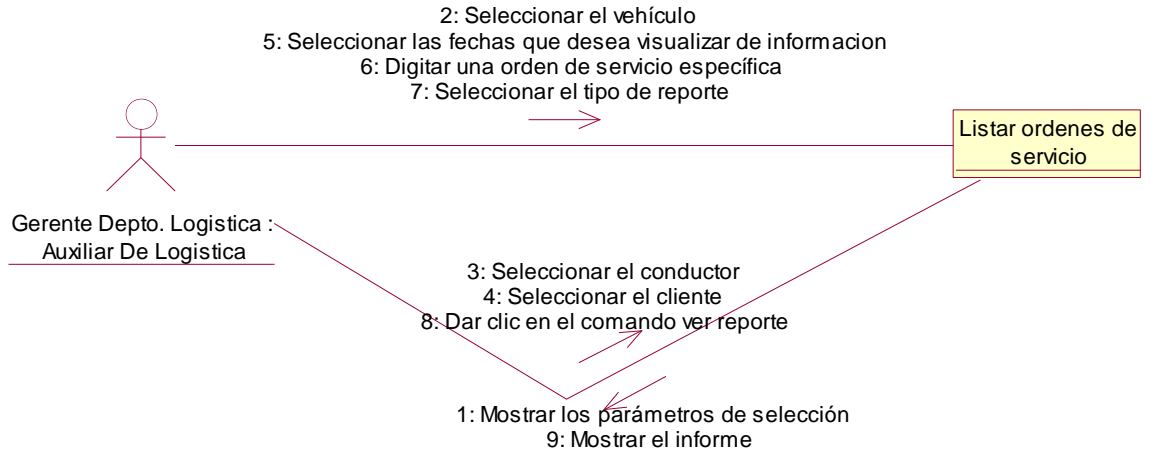 2: Seleccionar el vehículo
5: Seleccionar las fechas que desea visualizar de informacion
6: Digitar una orden de servicio específica
7: Seleccionar el tipo de reporte
Listar ordenes de
servicio
Gerente Depto. Logistica :
Auxiliar De Logistica
3: Seleccionar el conductor
4: Seleccionar el cliente
8: Dar clic en el comando ver reporte
1: Mostrar los parámetros de selección
9: Mostrar el informe